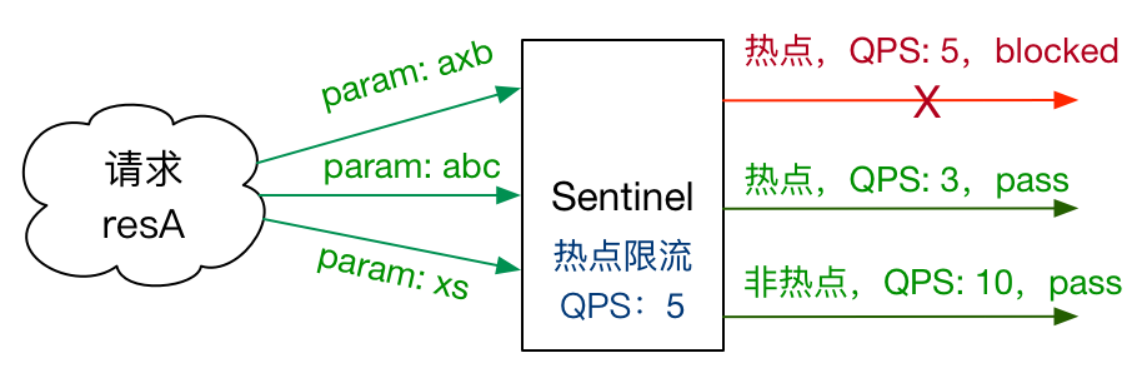 请求
resA
param: axb
param: abc
param: xs
Sentinel
热点限流
QPS：5
热点，QPS: 5，blocked
X
热点，QPS: 3，pass
非热点，QPS: 10，pass